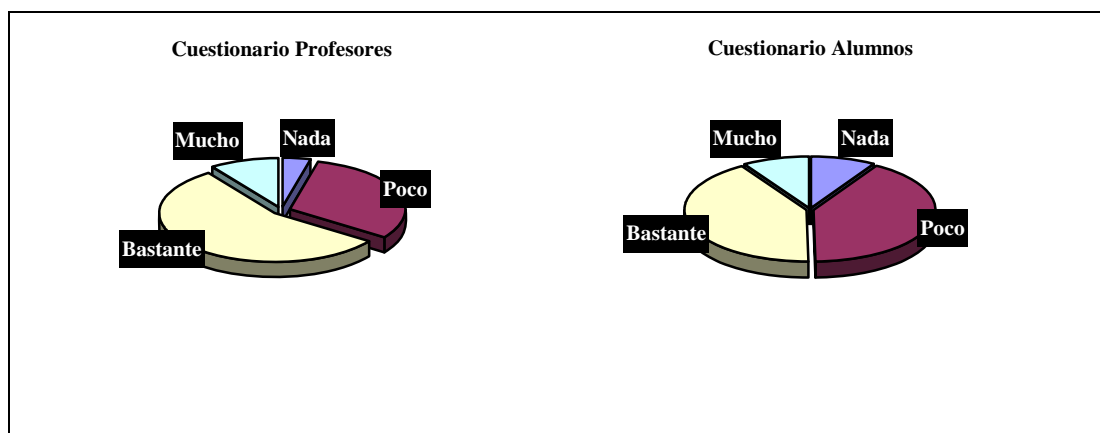 Cuestionario Profesores
Mucho
Nada
Poco
Bastante
Cuestionario Alumnos
Mucho
Nada
Bastante
Poco